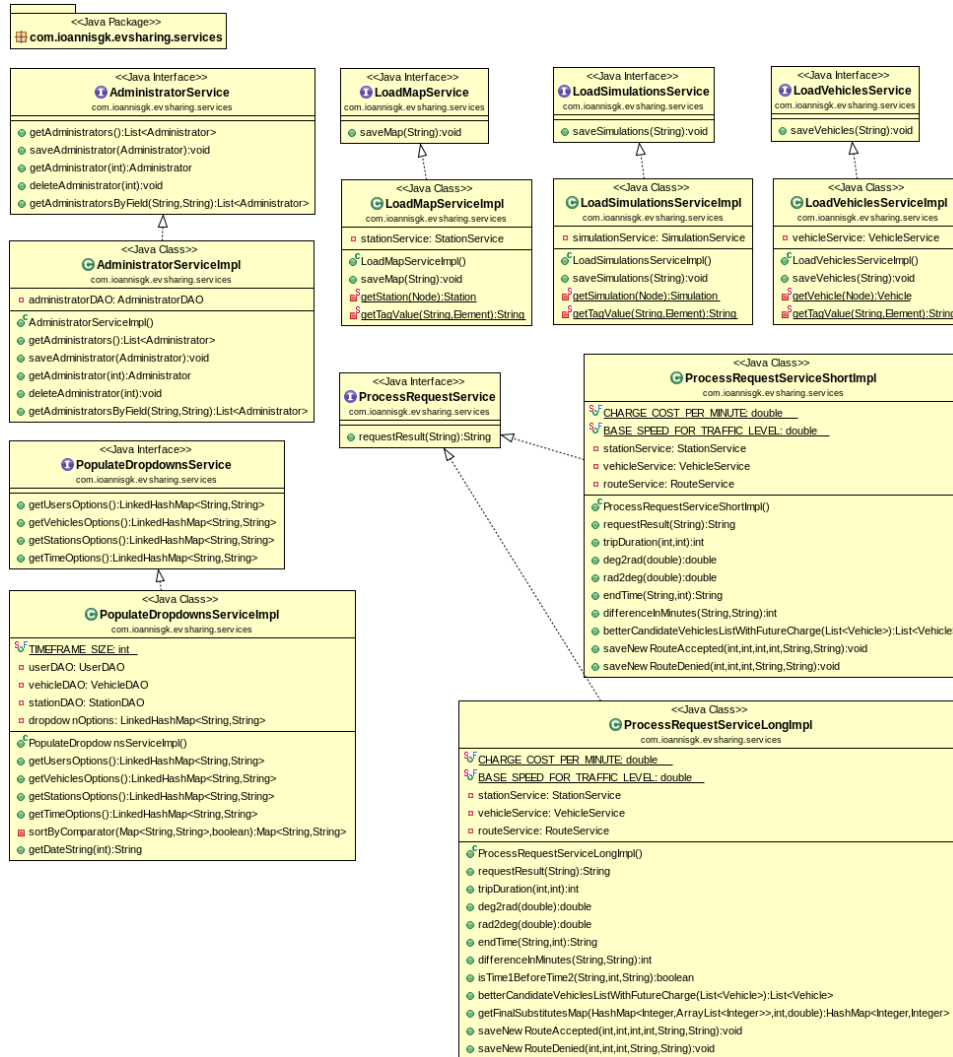 <<Java Package>>
com.ioannisgk.evsharing.services
<<Java Interface>>
AdministratorService
com.ioannisgk.evsharing.services
getAdministrators():List<Administrator>
saveAdministrator(Administrator):void
getAdministrator(int):Administrator
deleteAdministrator(int):void
getAdministratorsByField(String,String):List<Administrator>
<<Java Interface>>
LoadMapService
com.ioannisgk.evsharing.services
saveMap(String):void
<<Java Interface>>
LoadSimulationsService
com.ioannisgk.evsharing.services
saveSimulations(String):void
<<Java Interface>>
LoadVehiclesService
com.ioannisgk.evsharing.services
saveVehicles(String):void
<<Java Class>>
LoadMapServiceImpl
com.ioannisgk.evsharing.services
stationService: StationService
LoadMapServiceImpl()
saveMap(String):void
getStation(Node):Station
getTagValue(String,Element):String
<<Java Class>>
LoadSimulationsServiceImpl
com.ioannisgk.evsharing.services
simulationService: SimulationService
LoadSimulationsServiceImpl()
saveSimulations(String):void
getSimulation(Node):Simulation
getTagValue(String,Element):String
<<Java Class>>
LoadVehiclesServiceImpl
com.ioannisgk.evsharing.services
vehicleService: VehicleService
LoadVehiclesServiceImpl()
saveVehicles(String):void
getVehicle(Node):Vehicle
getTagValue(String,Element):String
<<Java Class>>
AdministratorServiceImpl
com.ioannisgk.evsharing.services
administratorDAO: AdministratorDAO
AdministratorServiceImpl()
getAdministrators():List<Administrator>
saveAdministrator(Administrator):void
getAdministrator(int):Administrator
deleteAdministrator(int):void
getAdministratorsByField(String,String):List<Administrator>
<<Java Interface>>
ProcessRequestService
com.ioannisgk.evsharing.services
requestResult(String):String
<<Java Class>>
ProcessRequestServiceShortImpl
com.ioannisgk.evsharing.services
CHARGE_COST_PER_MINUTE: double
BASE_SPEED_FOR_TRAFFIC_LEVEL: double
stationService: StationService
vehicleService: VehicleService
routeService: RouteService
ProcessRequestServiceShortImpl()
requestResult(String):String
tripDuration(int,int):int
deg2rad(double):double
rad2deg(double):double
endTime(String,int):String
differenceInMinutes(String,String):int
betterCandidateVehiclesListWithFutureCharge(List<Vehicle>):List<Vehicle
saveNewRouteAccepted(int,int,int,int,String,String):void
saveNewRouteDenied(int,int,int,String,String):void
<<Java Interface>>
PopulateDropdownsService
com.ioannisgk.evsharing.services
getUsersOptions():LinkedHashMap<String,String>
getVehiclesOptions():LinkedHashMap<String,String>
getStationsOptions():LinkedHashMap<String,String>
getTimeOptions():LinkedHashMap<String,String>
<<Java Class>>
PopulateDropdownsServiceImpl
com.ioannisgk.evsharing.services
TIMEFRAME_SIZE: int
userDAO: UserDAO
vehicleDAO: VehicleDAO
stationDAO: StationDAO
dropdownOptions: LinkedHashMap<String,String>
PopulateDropdownsServiceImpl()
getUsersOptions():LinkedHashMap<String,String>
getVehiclesOptions():LinkedHashMap<String,String>
getStationsOptions():LinkedHashMap<String,String>
getTimeOptions():LinkedHashMap<String,String>
sortByComparator(Map<String,String>,boolean):Map<String,String>
getDateString(int):String
<<Java Class>>
ProcessRequestServiceLongImpl
com.ioannisgk.evsharing.services
CHARGE_COST_PER_MINUTE: double
BASE_SPEED_FOR_TRAFFIC_LEVEL: double
stationService: StationService
vehicleService: VehicleService
routeService: RouteService
ProcessRequestServiceLongImpl()
requestResult(String):String
tripDuration(int,int):int
deg2rad(double):double
rad2deg(double):double
endTime(String,int):String
differenceInMinutes(String,String):int
isTime1BeforeTime2(String,int,String):boolean
betterCandidateVehiclesListWithFutureCharge(List<Vehicle>):List<Vehicle>
getFinalSubstitutesMap(HashMap<Integer,ArrayList<Integer>>,int,double):HashMap<Integer,Integer>
saveNewRouteAccepted(int,int,int,int,String,String):void
saveNewRouteDenied(int,int,int,String,String):void